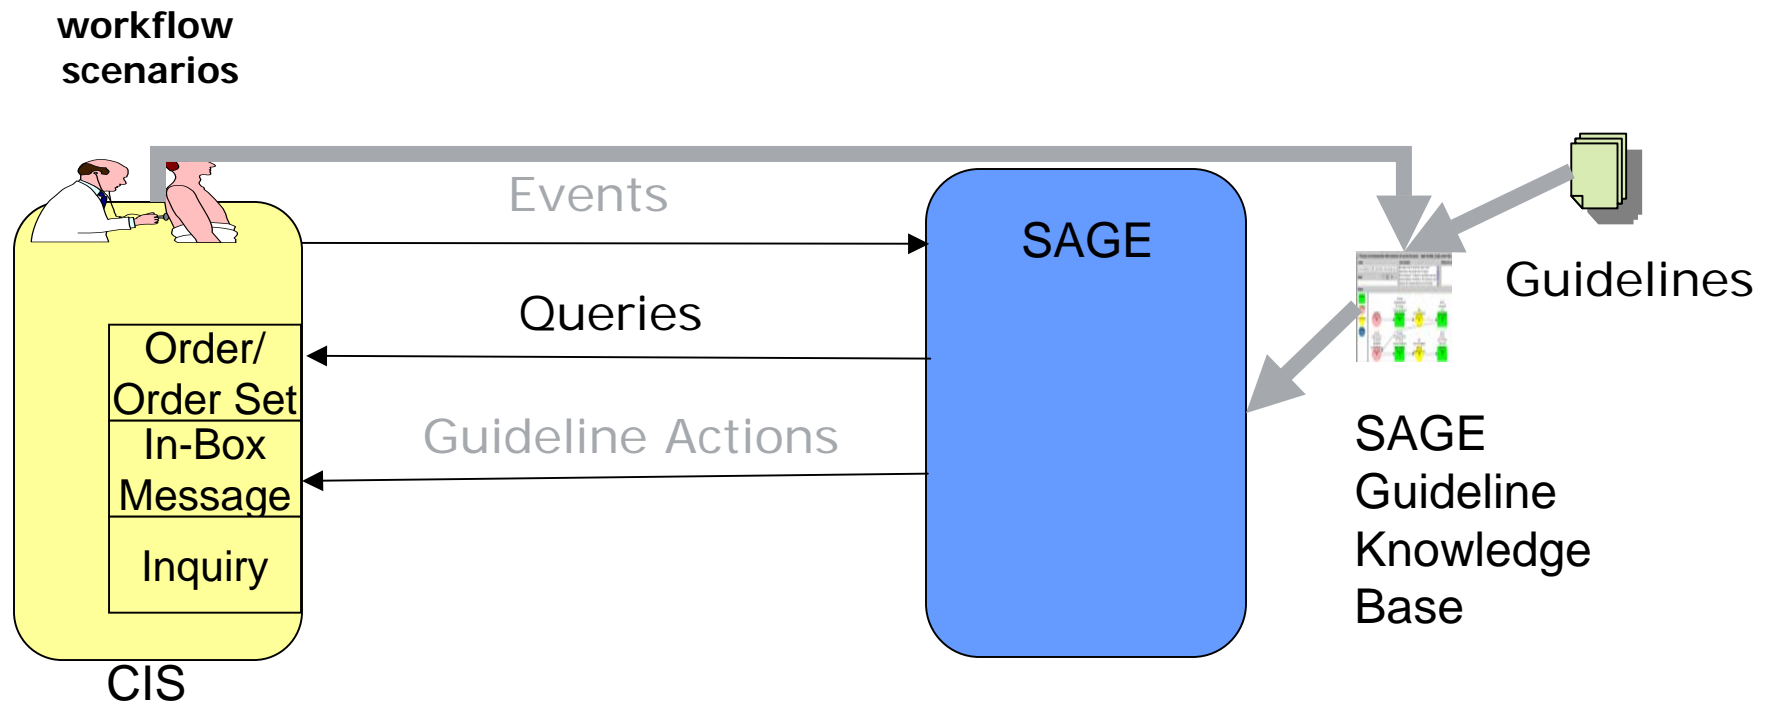 workflow
scenarios
Events
SAGE
Guidelines
Queries
Order/
Order Set
In-Box
Message
Guideline Actions
Inquiry
SAGE
Guideline
Knowledge
Base
CIS